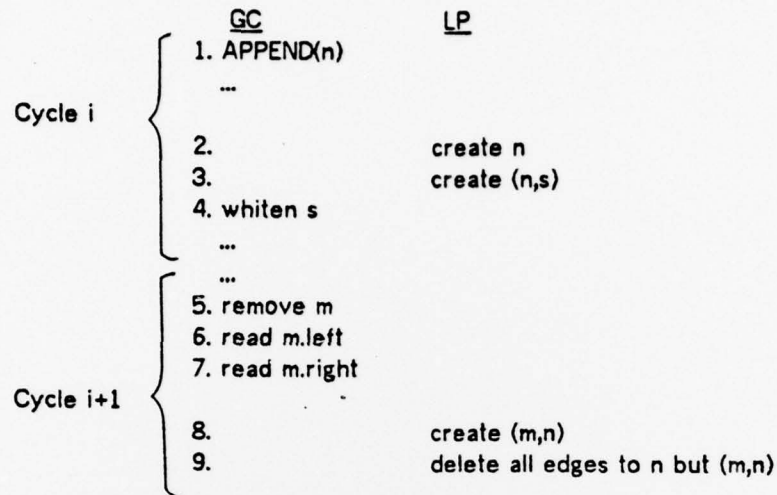 GC LP
1. APPEND(n)
...
Cycle i
2. create n
3. create (n,s)
4. whiten s
...
...
5. remove m
6. read m.left
7. read m.right
Cycle i+1
8. create (m,n)
9. delete all edges to n but (m,n)